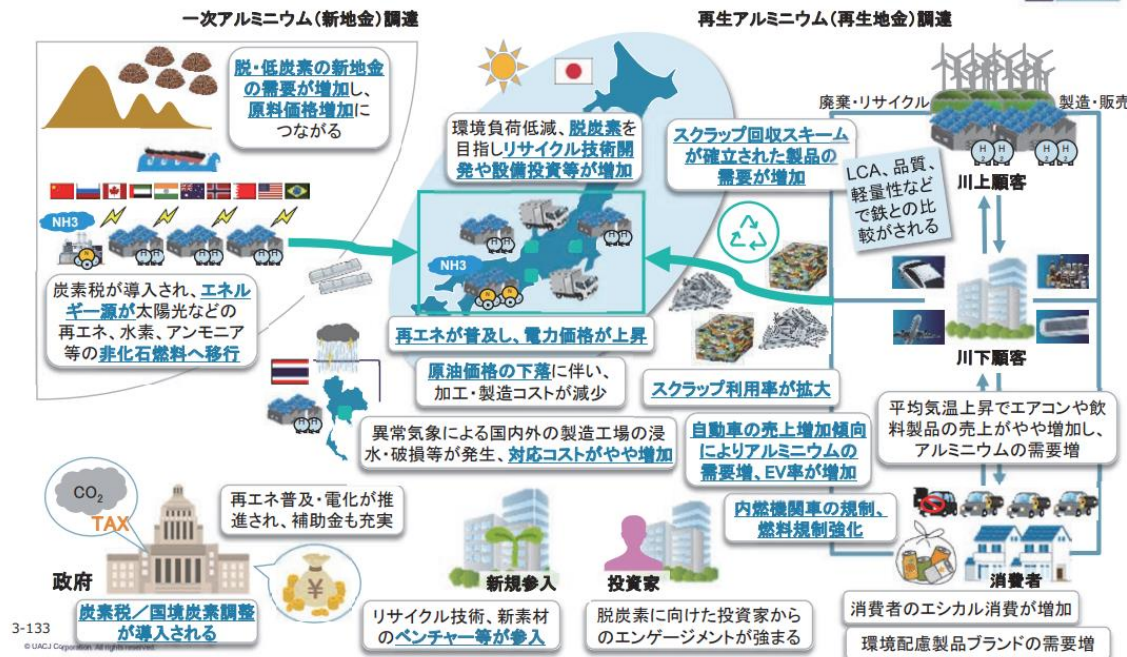 一次アルミニウム(新地金)調達
再生アルミニウム(再生地金)調達
脱・低炭素の新地金
の需要が増加し、
原料価格増加に
つながる
環境負荷低減、脱炭素を
目指しリサイクル技術開
発や設備投資等が増加
スクラップ回収スキーム
が確立された製品の
需要が増加
廃棄・リサイクル
製造・販売
H2 H2
H2 H2
川上顧客
LCA、品質、
軽量性など
で鉄との比
較がされる
NH3
N
H2 H2
H2 H2
H2 H2
炭素税が導入され、エネル
ギー源が太陽光などの
再エネ、水素、アンモニア
等の非化石燃料へ移行
H2 H2
H2 H2
NH3
N N
再エネが普及し、電力価格が上昇
原油価格の下落に伴い、
加工・製造コストが減少
H2 H2
異常気象による国内外の製造工場の浸
水・破損等が発生、対応コストがやや増加
スクラップ利用率が拡大
自動車の売上増加傾向
によりアルミニウムの
需要増、EV率が増加
内燃機関車の規制、
燃料規制強化
川下顧客
平均気温上昇でエアコンや飲
料製品の売上がやや増加し、
アルミニウムの需要増
CO2
TAX
再エネ普及・電化が推
進され、補助金も充実
¥
政府
炭素税/国境炭素調整
が導入される
新規参入
リサイクル技術、新素材
のベンチャー等が参入
投資家
脱炭素に向けた投資家から
のエンゲージメントが強まる
消費者
消費者のエシカル消費が増加
環境配慮製品ブランドの需要増
3-133
© UACJ Corporation. All rights reserved.